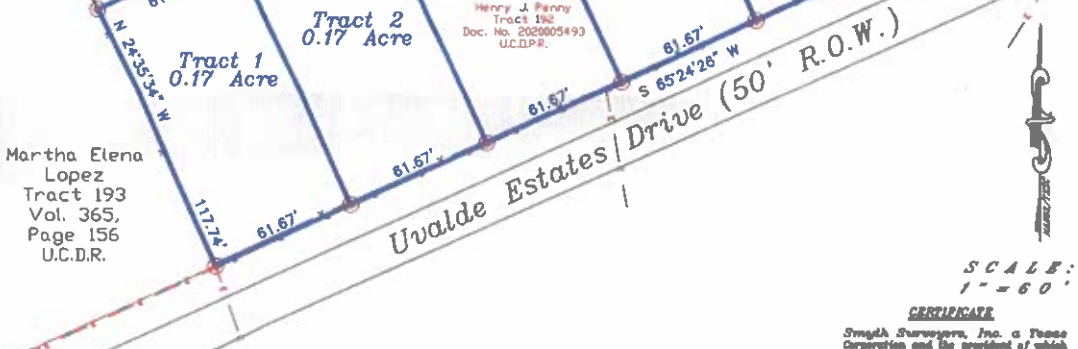 Tract 1
0.17 Acre
Tract 2
0.17 Acre
Henry J. Penny
Tract 192
Doc. No. 2020005493
U.C.D.P.R.
N 24°35'34" W
117.74'
61.67'
61.67'
61.67'
61.67'
S 65°24'26" W
Uvalde Estates Drive (50' R.O.W.)
Martha Elena
Lopez
Tract 193
Vol. 365,
Page 156
U.C.D.R.
SCALE:
1"=60'
CERTIFICATE
Smyth Surveyors, Inc. a Texas
Corporation and the president of which